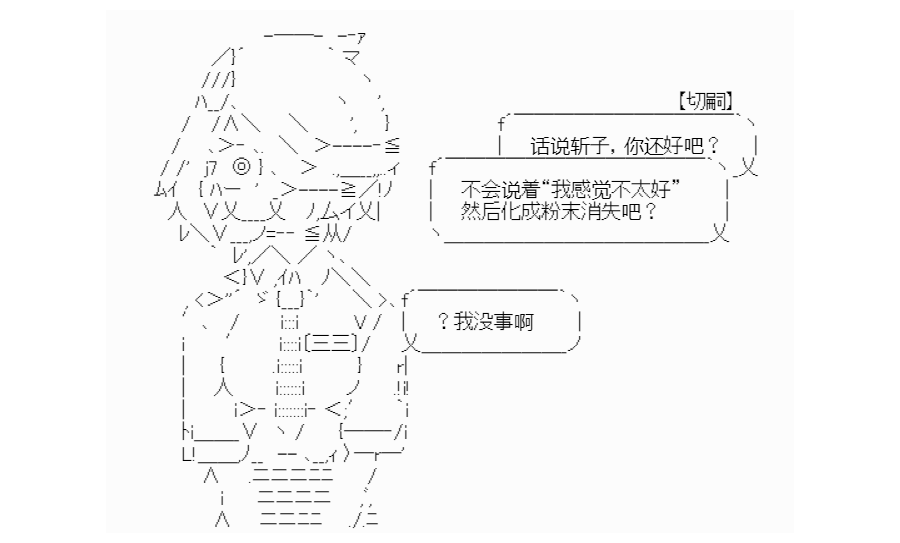 【切嗣】
话说斩子，你还好吧？
不会说着“我感觉不太好”
然后化成粉末消失吧？
？我没事啊